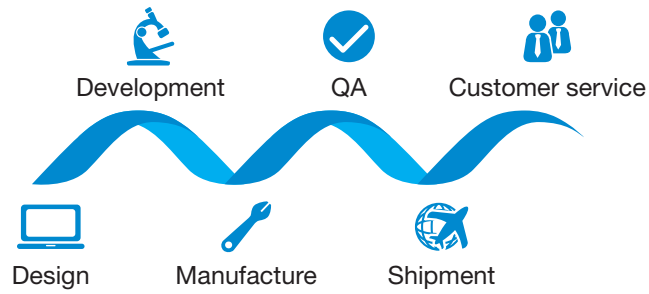 Development
QA
Customer service
Design
Manufacture
Shipment